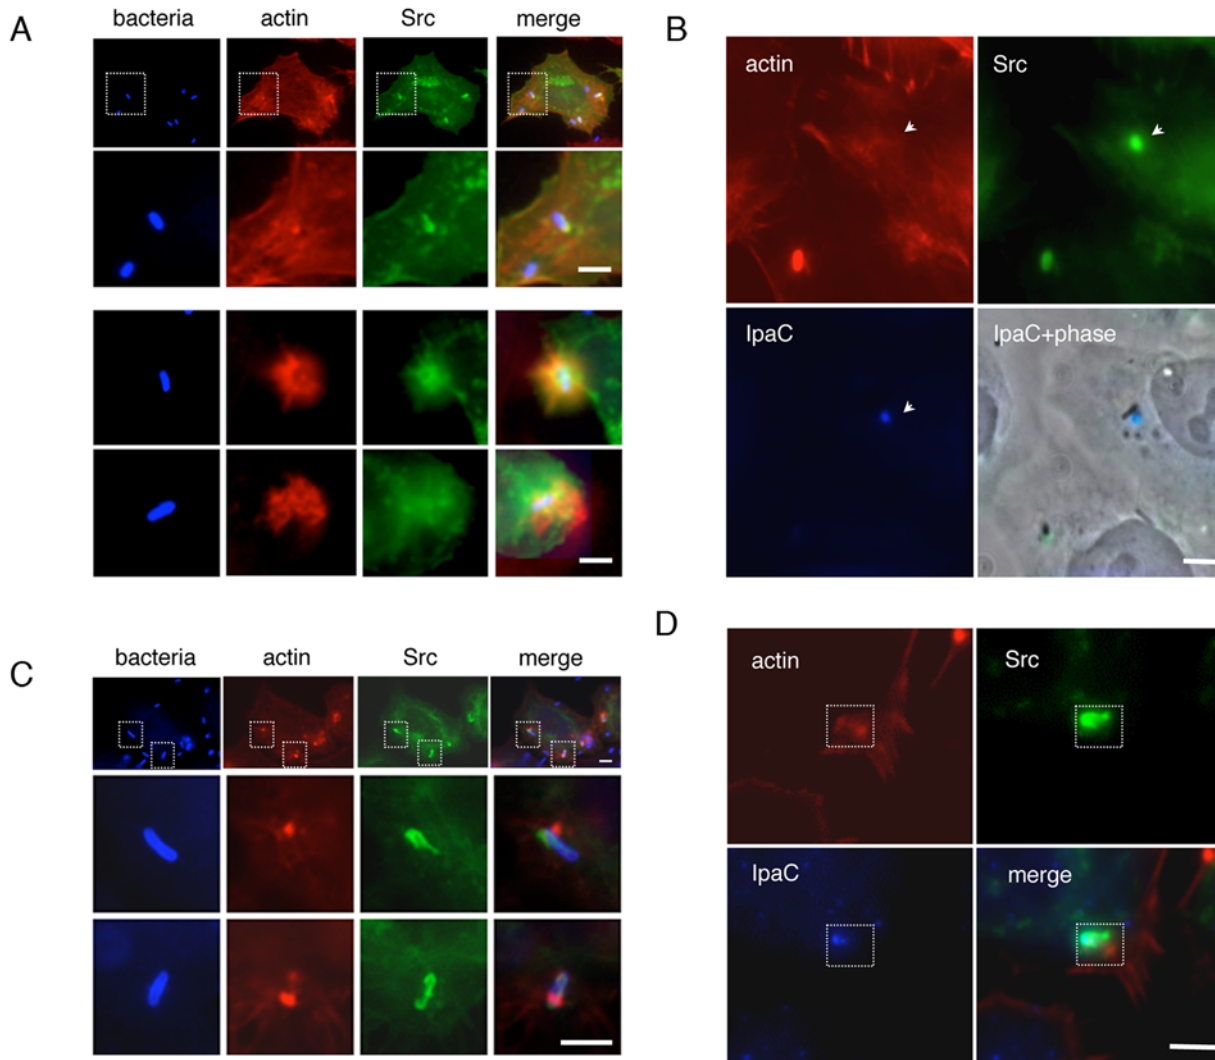 A
bacteria actin Src merge
B
actin Src
IpaC IpaC+phase
C
bacteria actin Src merge
D
actin Src
IpaC merge